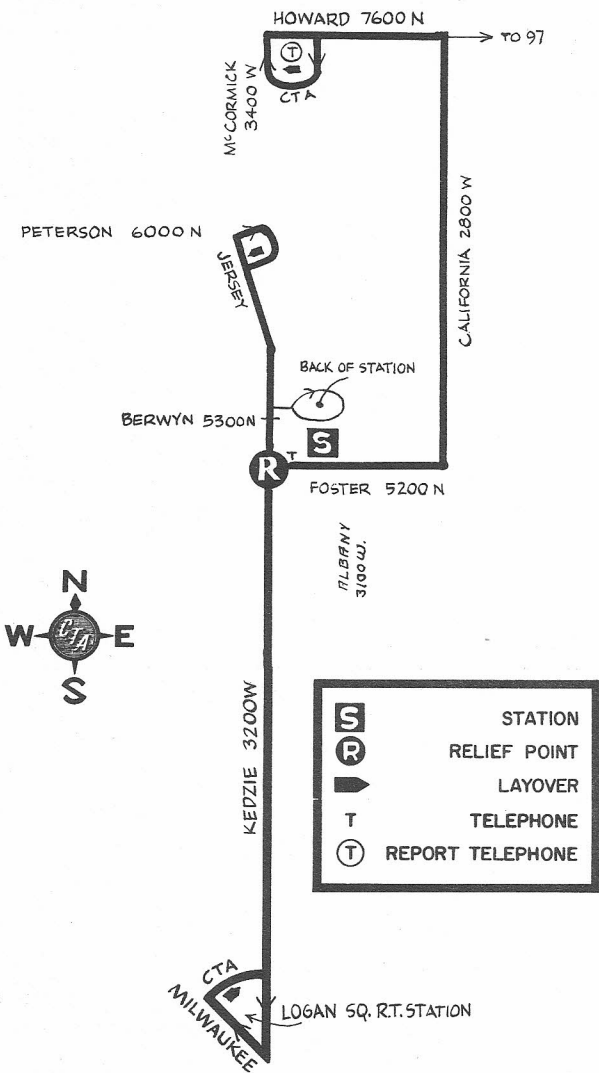 HOWARD 7600 N
TO 97
T
McCORMICK
3400 W
CTA
CALIFORNIA 2800 W
PETERSON 6000 N
JERSEY
BACK OF STATION
BERWYN 5300N
S
T
R
FOSTER 5200 N
ALBANY
3100 W.
N
W CTA E
S
KEDZIE 3200W
S STATION
R RELIEF POINT
LAYOVER
T TELEPHONE
T REPORT TELEPHONE
CTA
MILWAUKEE
LOGAN SQ. R.T. STATION